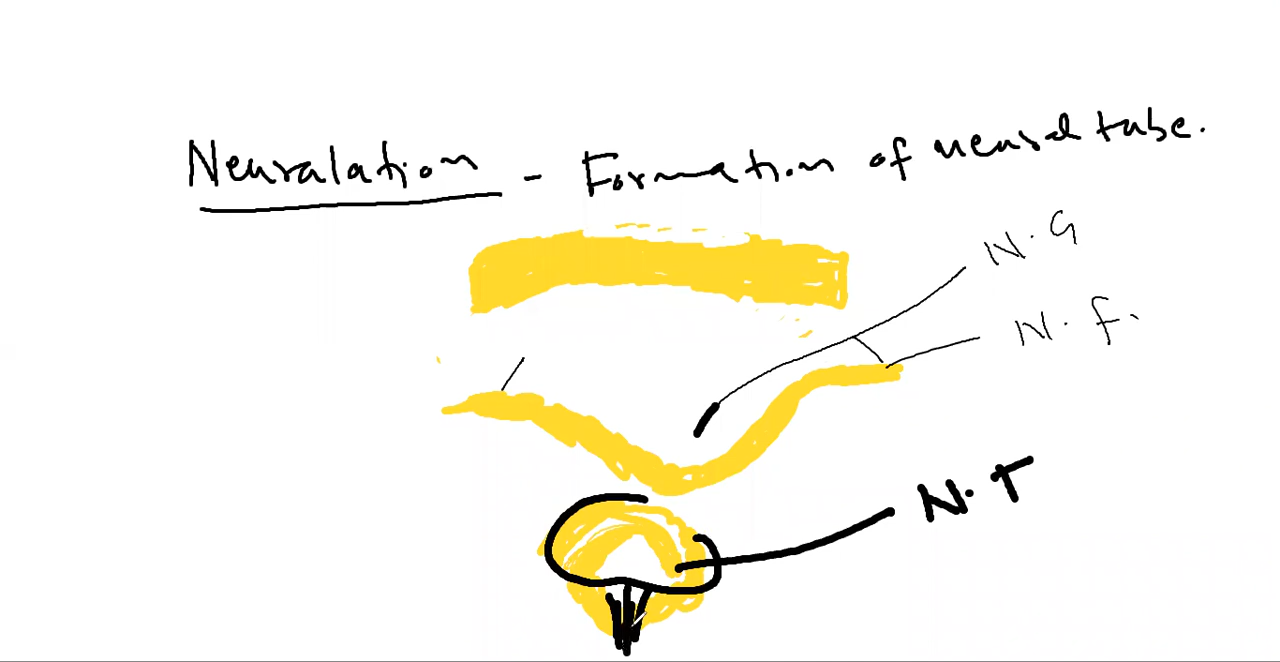 Neuralation - Formation of neural tube.
N. G
N. f.
N. T